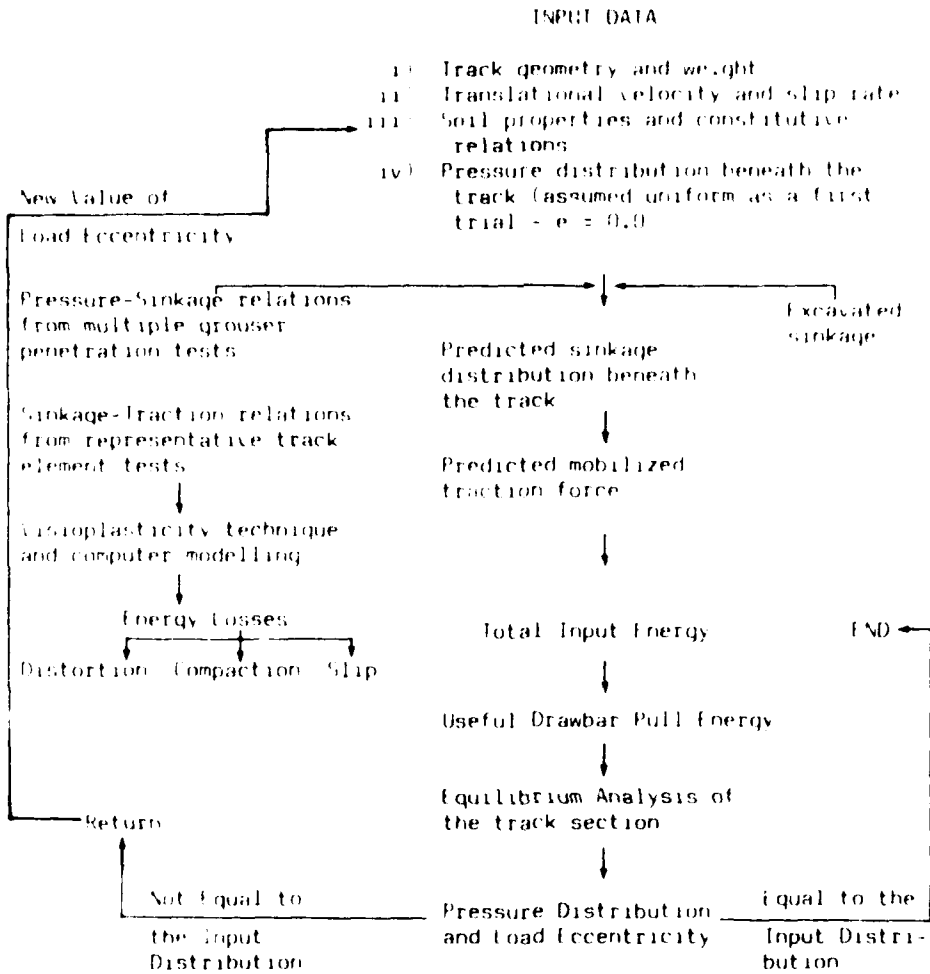 INPUT DATA
i) Track geometry and weight
ii) Translational velocity and slip rate
iii) Soil properties and constitutive
relations
iv) Pressure distribution beneath the
track (assumed uniform as a first
trial - e = 0.0
New Value of
Load Eccentricity
Pressure-Sinkage relations
from multiple grouser
penetration tests
Excavated
sinkage
Predicted sinkage
distribution beneath
the track
Sinkage-Traction relations
from representative track
element tests
Predicted mobilized
traction force
Visioplasticity technique
and computer modelling
Energy Losses
Distortion Compaction Slip
Total Input Energy
END
Useful Drawbar Pull Energy
Equilibrium Analysis of
the track section
Return
Not Equal to
the Input
Distribution
Pressure Distribution
and Load Eccentricity
Equal to the
Input Distri-
bution